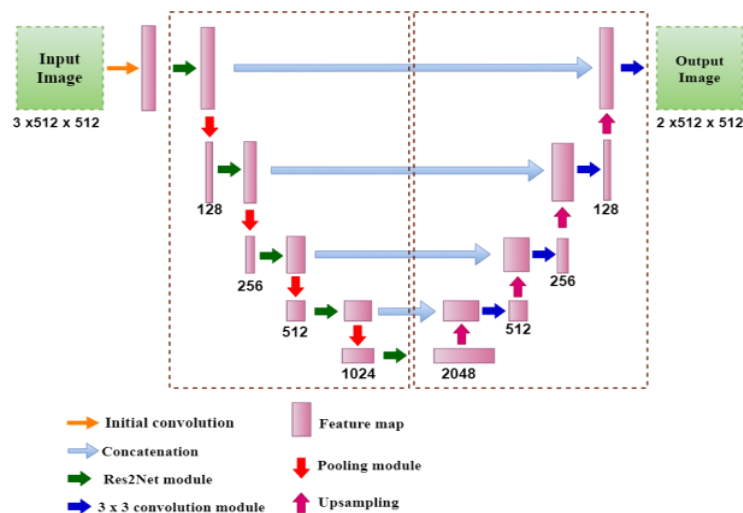 Input
Image
3 x512 x 512
Output
Image
2 x512 x 512
128
128
256
256
512
512
1024
2048
Initial convolution
Concatenation
Res2Net module
3 x 3 convolution module
Feature map
Pooling module
Upsampling